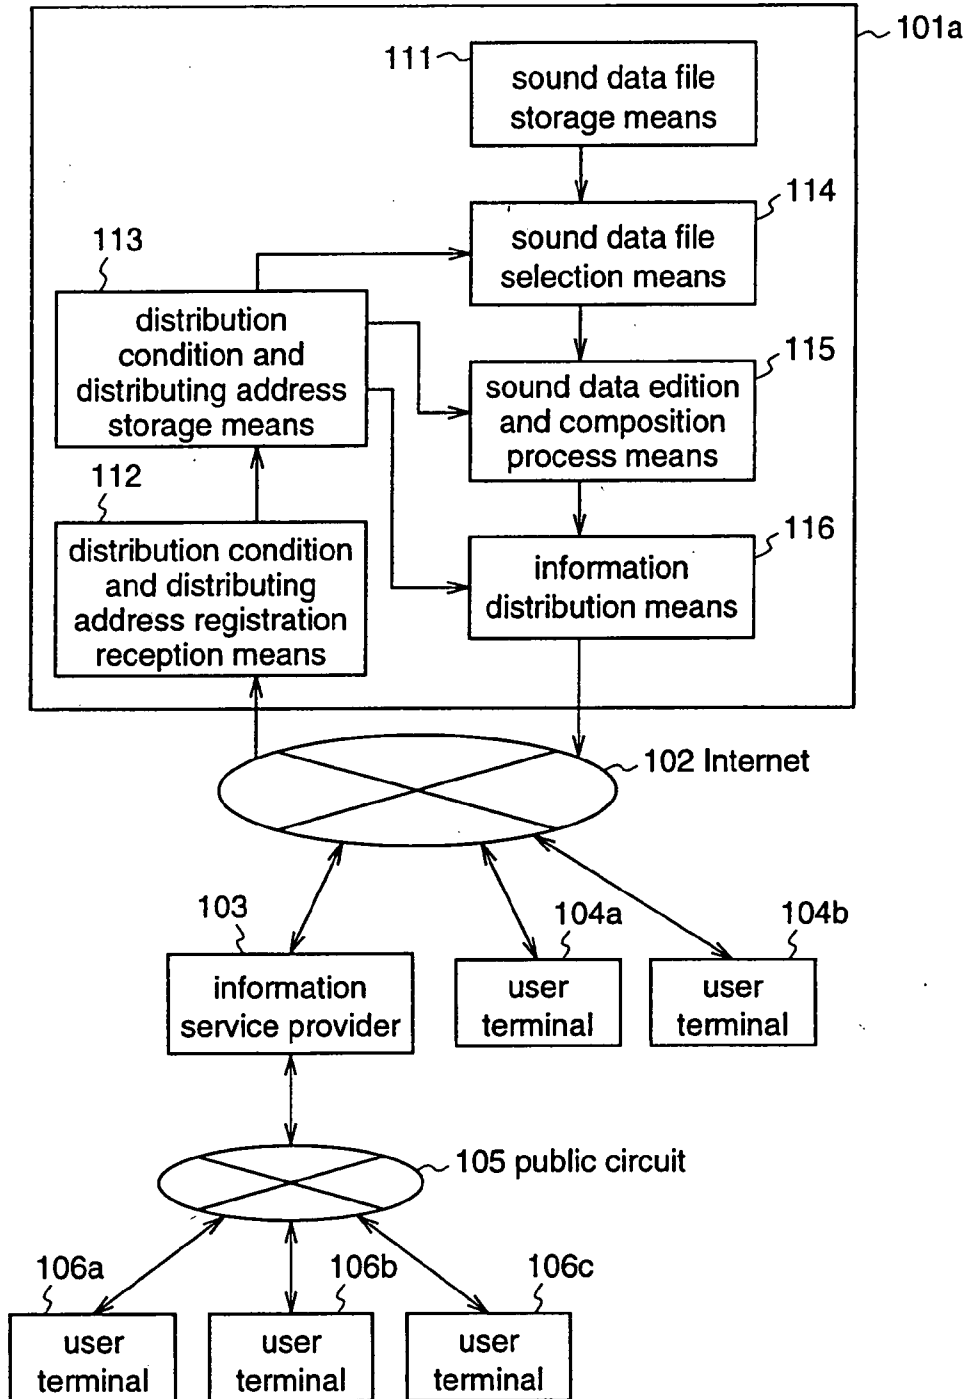 101a
111
sound data file
storage means
114
sound data file
selection means
113
distribution
condition and
distributing address
storage means
115
sound data edition
and composition
process means
112
distribution condition
and distributing
address registration
reception means
116
information
distribution means
102 Internet
103
information
service provider
104a
user
terminal
104b
user
terminal
105 public circuit
106a
user
terminal
106b
user
terminal
106c
user
terminal